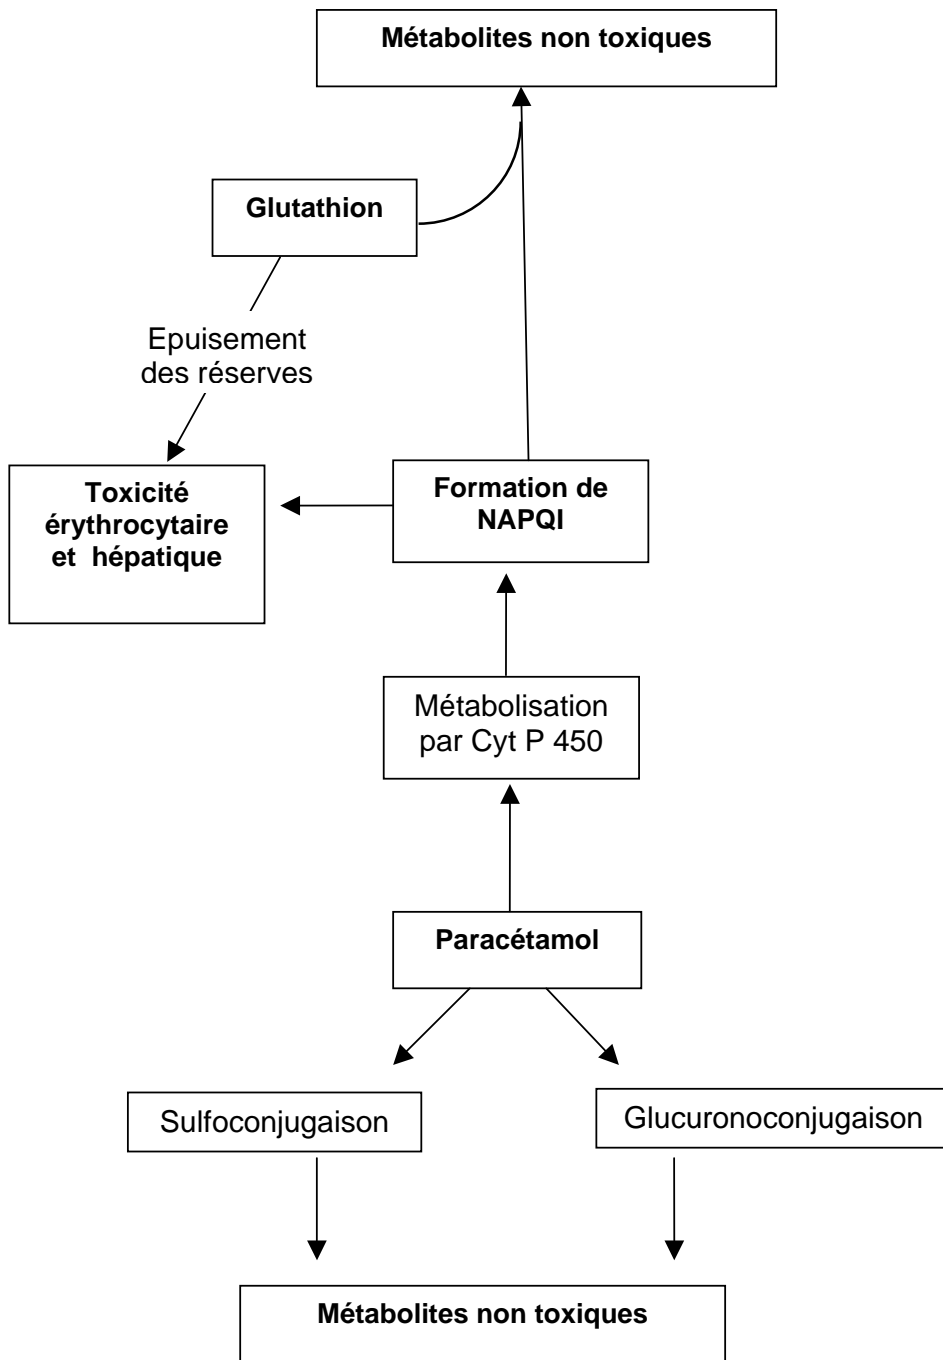 Métabolites non toxiques
Glutathion
Epuisement
des réserves
Toxicité
érythrocytaire
et hépatique
Formation de
NAPQI
Métabolisation
par Cyt P 450
Paracétamol
Sulfoconjugaison
Glucuronoconjugaison
Métabolites non toxiques